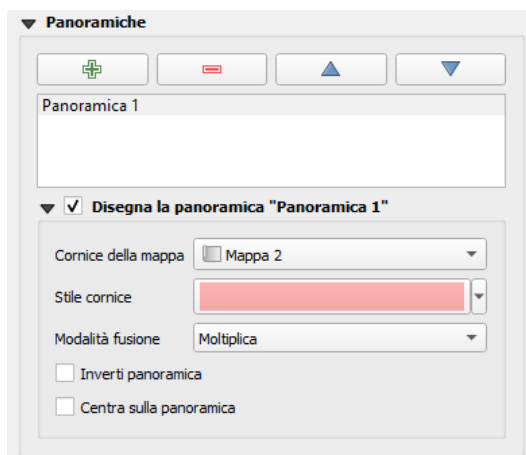 Panoramiche
Panoramica 1
Disegna la panoramica "Panoramica 1"
Cornice della mappa Mappa 2
Stile cornice
Modalità fusione Moltiplica
Inverti panoramica
Centra sulla panoramica